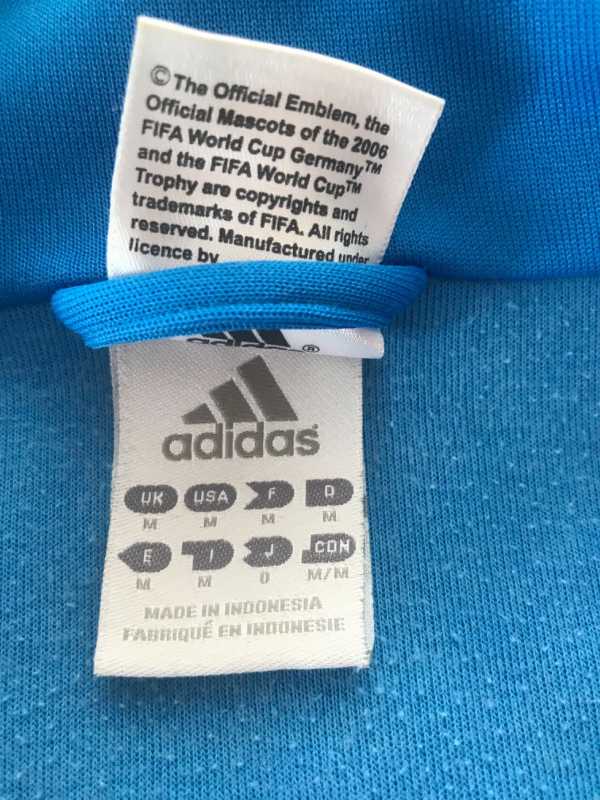 © The Official Emblem, the
Official Mascots of the 2006
FIFA World Cup Germany™
and the FIFA World Cup™
Trophy are copyrights and
trademarks of FIFA. All rights
reserved. Manufactured under
licence by
adidas®
adidas
UK USA F D
M M M M
E I J CDN
M M O M/M
MADE IN INDONESIA
FABRIQUÉ EN INDONESIE